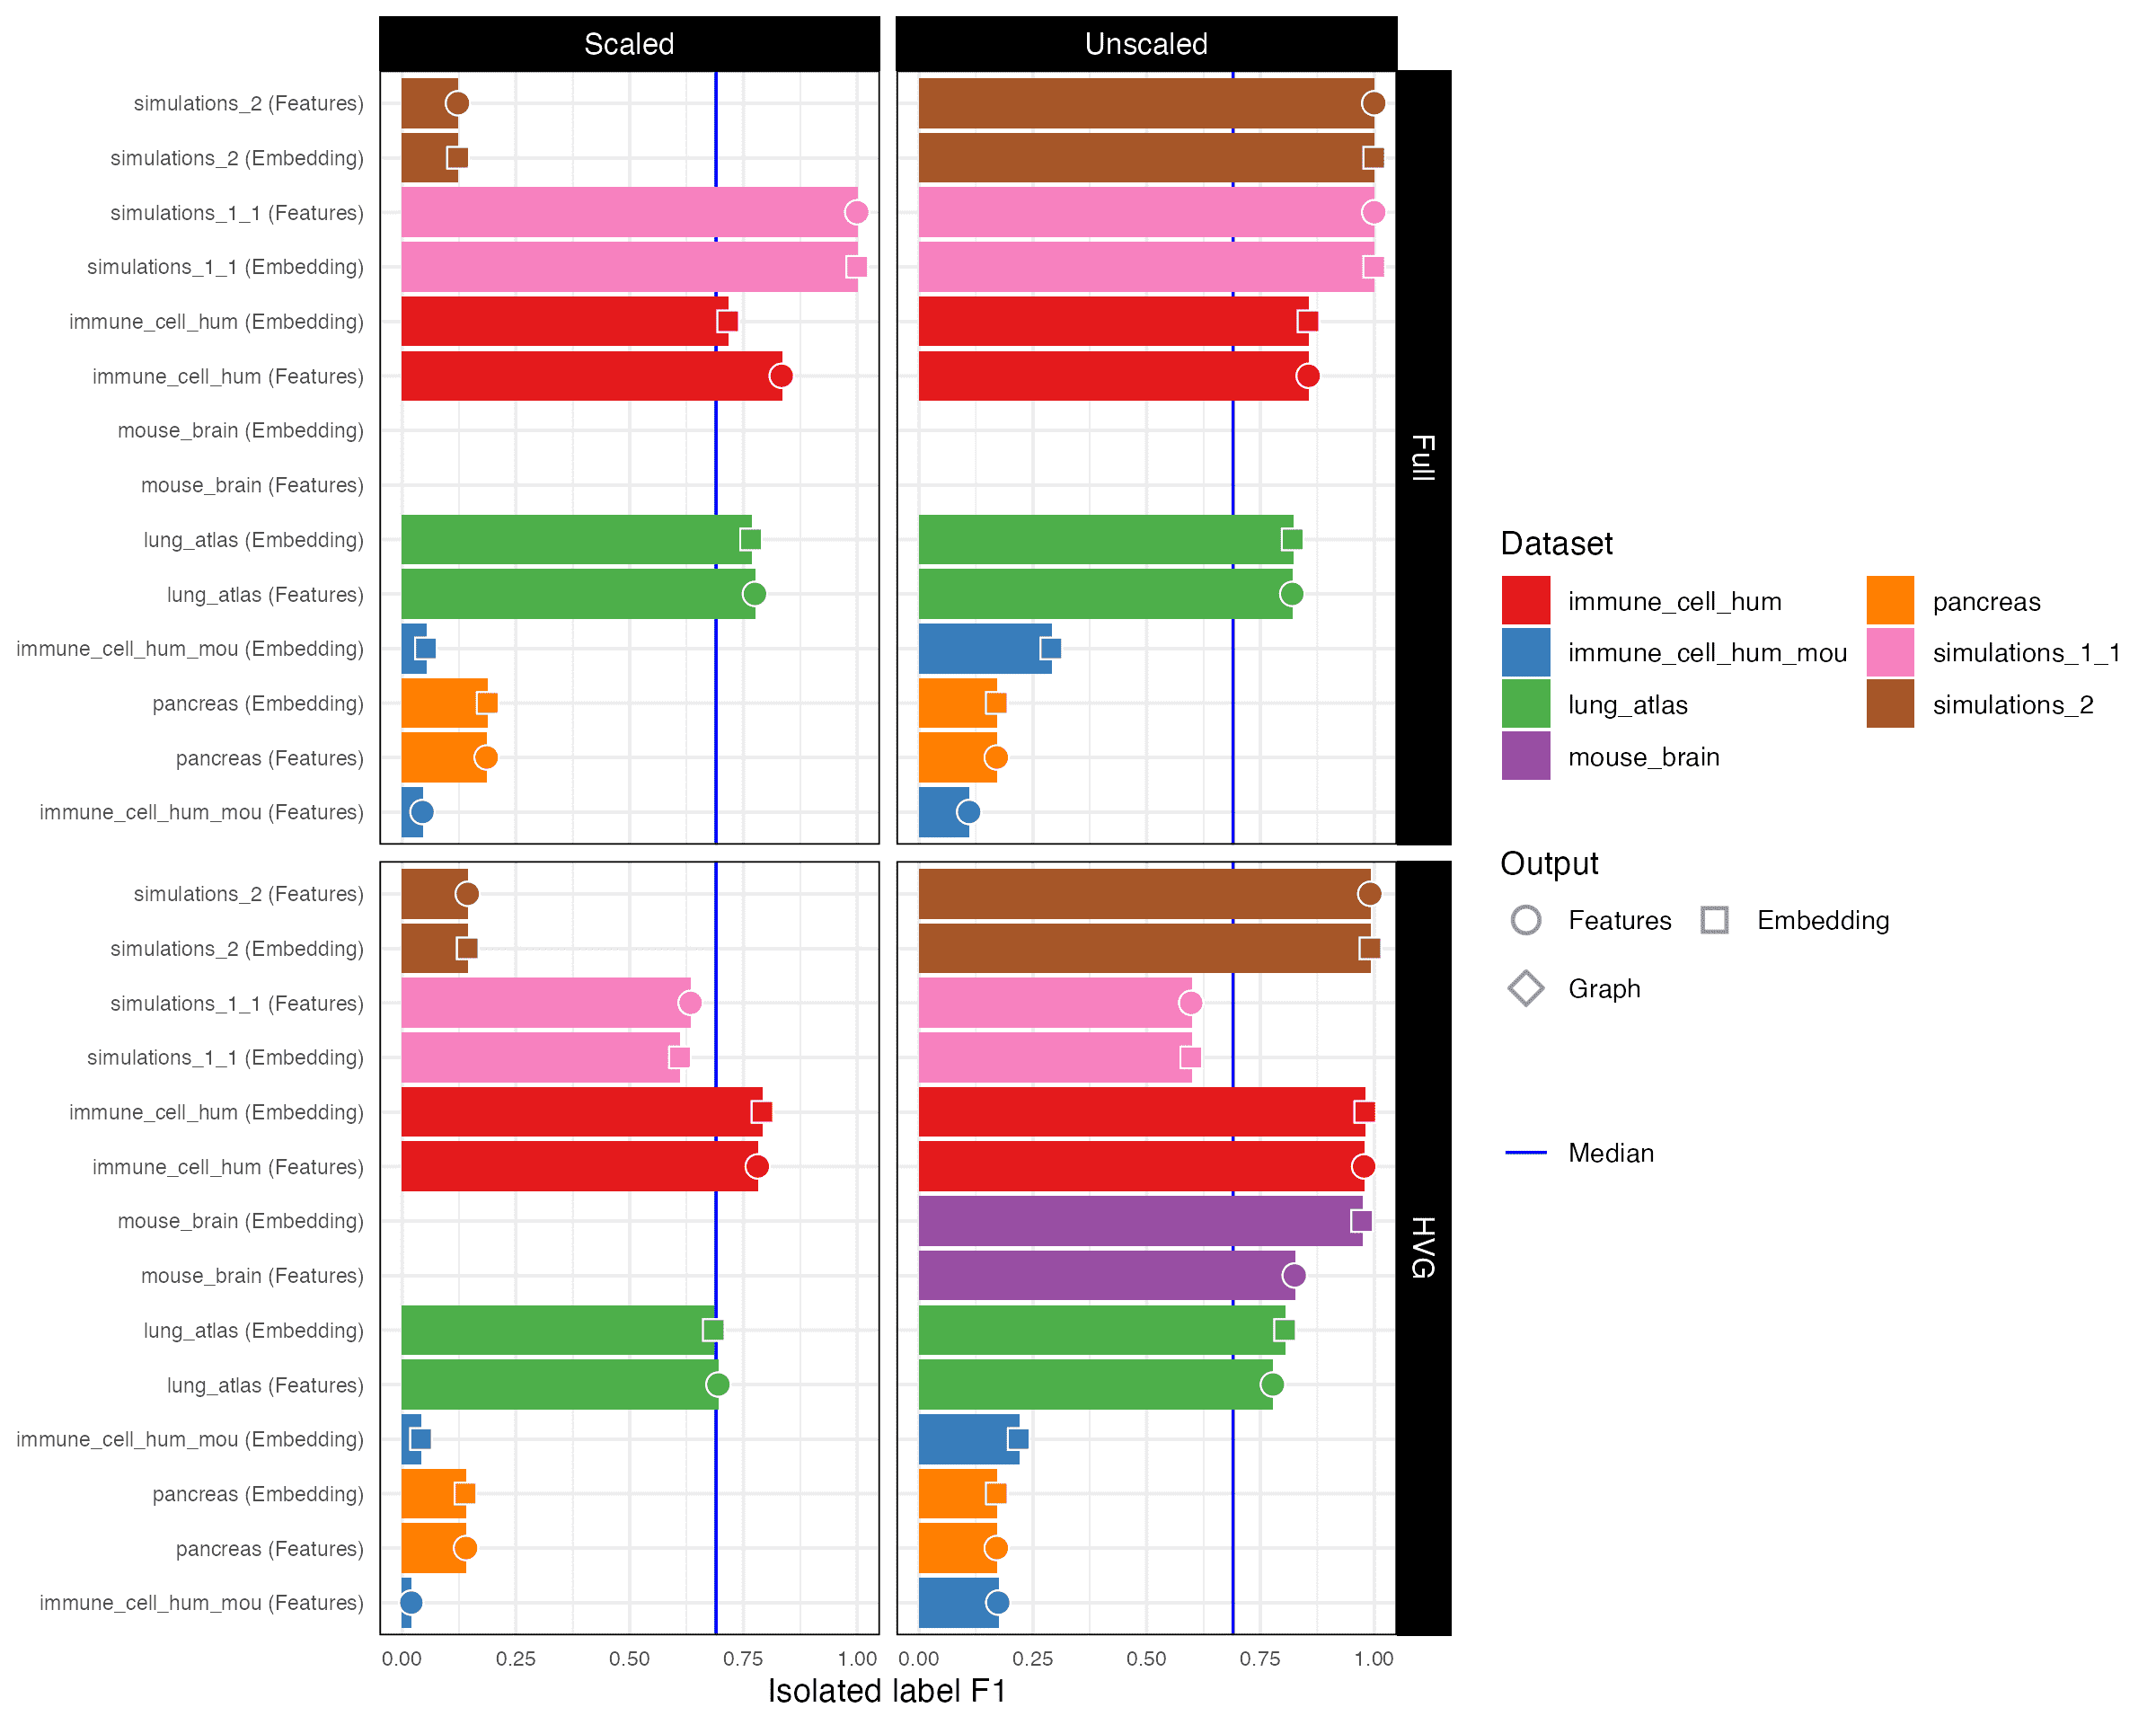 Scaled
Unscaled
simulations_2 (Features)
simulations_2 (Embedding)
simulations_1_1 (Features)
simulations_1_1 (Embedding)
immune_cell_hum (Embedding)
immune_cell_hum (Features)
mouse_brain (Embedding)
mouse_brain (Features)
lung_atlas (Embedding)
lung_atlas (Features)
immune_cell_hum_mou (Embedding)
pancreas (Embedding)
pancreas (Features)
immune_cell_hum_mou (Features)
Full
simulations_2 (Features)
simulations_2 (Embedding)
simulations_1_1 (Features)
simulations_1_1 (Embedding)
immune_cell_hum (Embedding)
immune_cell_hum (Features)
mouse_brain (Embedding)
mouse_brain (Features)
lung_atlas (Embedding)
lung_atlas (Features)
immune_cell_hum_mou (Embedding)
pancreas (Embedding)
pancreas (Features)
immune_cell_hum_mou (Features)
HVG
0.00 0.25 0.50 0.75 1.00
0.00 0.25 0.50 0.75 1.00
Isolated label F1
Dataset
immune_cell_hum
immune_cell_hum_mou
lung_atlas
mouse_brain
pancreas
simulations_1_1
simulations_2
Output
Features
Embedding
Graph
Median